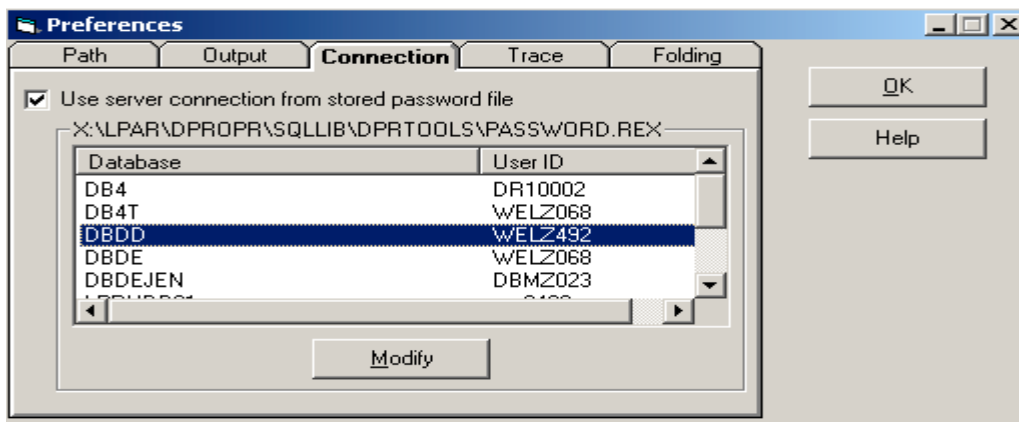 Preferences
Path Output Connection Trace Folding
Use server connection from stored password file
X:\LPAR\DPROPR\SQLLIB\DPRTOOLS\PASSWORD.REX
Database User ID
DB4 DR10002
DB4T WELZ068
DBDD WELZ492
DBDE WELZ068
DBDEJEN DBMZ023
Modify
OK
Help